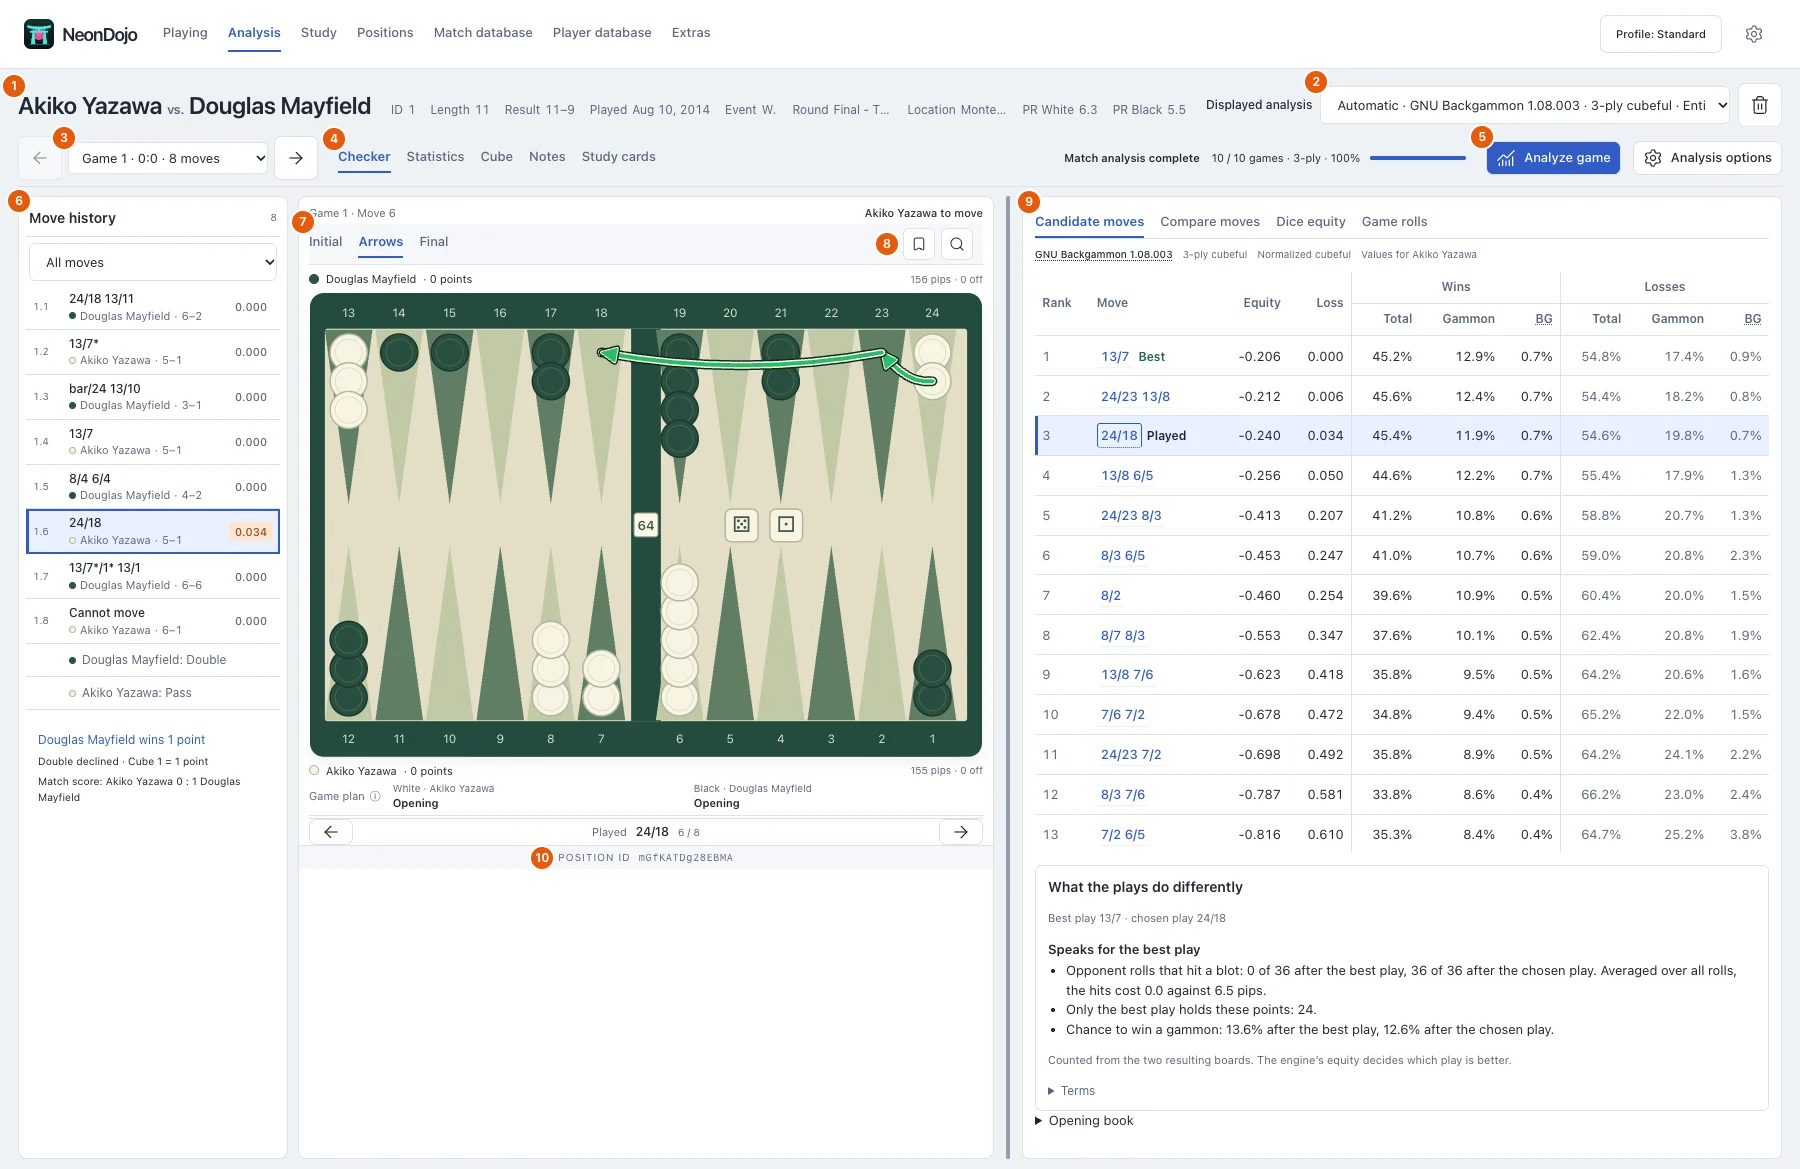 NeonDojo
Playing Analysis Study Positions Match database Player database Extras
Profile: Standard
1
2
Akiko Yazawa vs. Douglas Mayfield
ID 1 Length 11 Result 11–9 Played Aug 10, 2014 Event W. Round Final - T... Location Monte... PR White 6.3 PR Black 5.5
Displayed analysis
Automatic · GNU Backgammon 1.08.003 · 3-ply cubeful · Enti
3
Game 1 · 0:0 · 8 moves
4
Checker Statistics Cube Notes Study cards
Match analysis complete 10 / 10 games · 3-ply · 100%
5
Analyze game
Analysis options
6
Move history 8
All moves
1.1 24/18 13/11 0.000
Douglas Mayfield · 6–2
1.2 13/7* 0.000
Akiko Yazawa · 5–1
1.3 bar/24 13/10 0.000
Douglas Mayfield · 3–1
1.4 13/7 0.000
Akiko Yazawa · 5–1
1.5 8/4 6/4 0.000
Douglas Mayfield · 4–2
1.6 24/18 0.034
Akiko Yazawa · 5–1
1.7 13/7*/1* 13/1 0.000
Douglas Mayfield · 6–6
1.8 Cannot move 0.000
Akiko Yazawa · 6–1
Douglas Mayfield: Double
Akiko Yazawa: Pass
Douglas Mayfield wins 1 point
Double declined · Cube 1 = 1 point
Match score: Akiko Yazawa 0 : 1 Douglas
Mayfield
7
Game 1 · Move 6
Akiko Yazawa to move
Initial Arrows Final
8
Douglas Mayfield · 0 points
156 pips · 0 off
13 14 15 16 17 18 19 20 21 22 23 24
64
12 11 10 9 8 7 6 5 4 3 2 1
Akiko Yazawa · 0 points
155 pips · 0 off
Game plan
White · Akiko Yazawa
Opening
Black · Douglas Mayfield
Opening
Played 24/18 6 / 8
10
POSITION ID mGfKATDg28EBMA
9
Candidate moves Compare moves Dice equity Game rolls
GNU Backgammon 1.08.003 3-ply cubeful Normalized cubeful Values for Akiko Yazawa
Wins Losses
Rank Move Equity Loss
Total Gammon BG Total Gammon BG
1 13/7 Best -0.206 0.000 45.2% 12.9% 0.7% 54.8% 17.4% 0.9%
2 24/23 13/8 -0.212 0.006 45.6% 12.4% 0.7% 54.4% 18.2% 0.8%
3 24/18 Played -0.240 0.034 45.4% 11.9% 0.7% 54.6% 19.8% 0.7%
4 13/8 6/5 -0.256 0.050 44.6% 12.2% 0.7% 55.4% 17.9% 1.3%
5 24/23 8/3 -0.413 0.207 41.2% 10.8% 0.6% 58.8% 20.7% 1.3%
6 8/3 6/5 -0.453 0.247 41.0% 10.7% 0.6% 59.0% 20.8% 2.3%
7 8/2 -0.460 0.254 39.6% 10.9% 0.5% 60.4% 20.0% 1.5%
8 8/7 8/3 -0.553 0.347 37.6% 10.1% 0.5% 62.4% 20.8% 1.9%
9 13/8 7/6 -0.623 0.418 35.8% 9.5% 0.5% 64.2% 20.6% 1.6%
10 7/6 7/2 -0.678 0.472 34.8% 9.4% 0.5% 65.2% 22.0% 1.5%
11 24/23 7/2 -0.698 0.492 35.8% 8.9% 0.5% 64.2% 24.1% 2.2%
12 8/3 7/6 -0.787 0.581 33.8% 8.6% 0.4% 66.2% 23.0% 2.4%
13 7/2 6/5 -0.816 0.610 35.3% 8.4% 0.4% 64.7% 25.2% 3.8%
What the plays do differently
Best play 13/7 · chosen play 24/18
Speaks for the best play
• Opponent rolls that hit a blot: 0 of 36 after the best play, 36 of 36 after the chosen play. Averaged over all rolls,
the hits cost 0.0 against 6.5 pips.
• Only the best play holds these points: 24.
• Chance to win a gammon: 13.6% after the best play, 12.6% after the chosen play.
Counted from the two resulting boards. The engine's equity decides which play is better.
Terms
Opening book